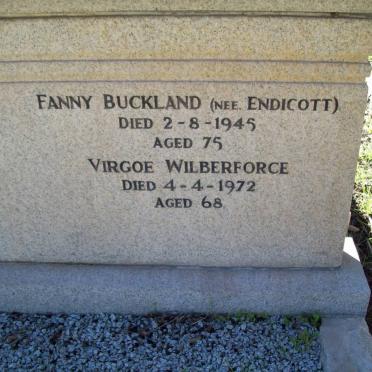 FANNY BUCKLAND (NEE. ENDICOTT)
DIED 2-8-1945
AGED 75
VIRGOE WILBERFORCE
DIED 4-4-1972
AGED 68